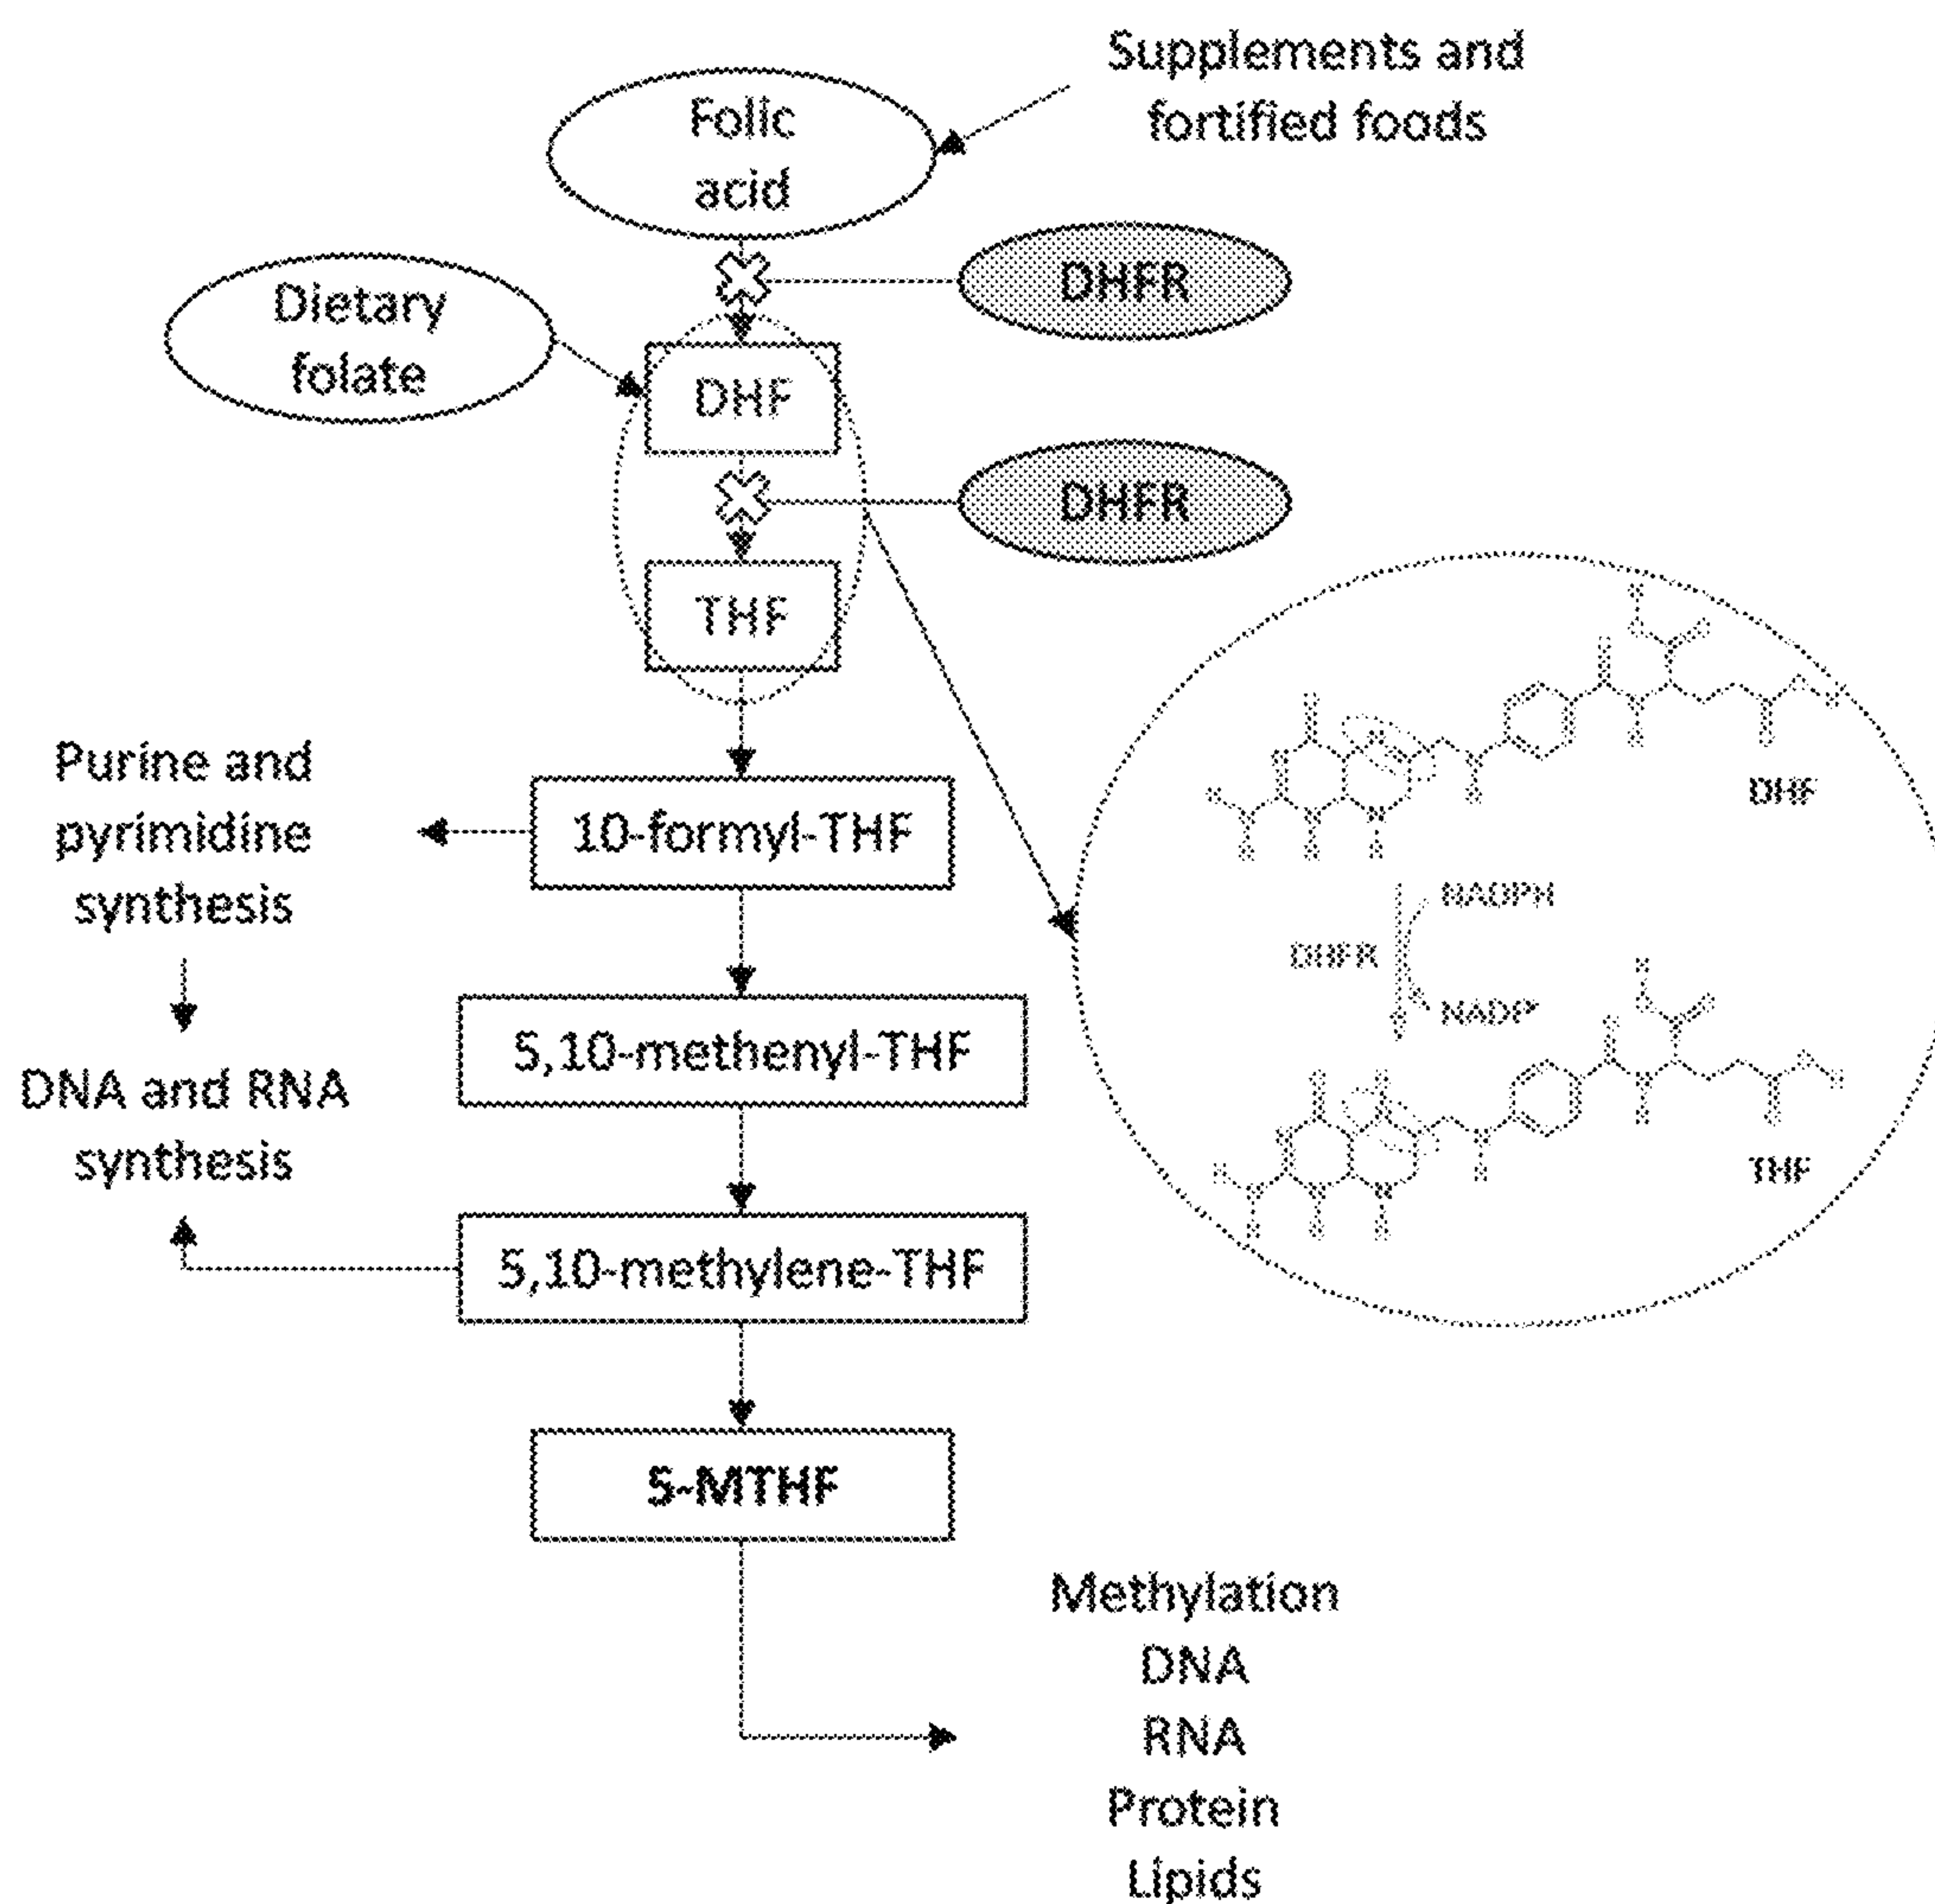 Supplements and
fortified foods
Folic
acid
DHFR
Dietary
folate
DHF
DHFR
THF
DHF
Purine and
pyrimidine
synthesis
10-formyl-THF
NADPH
DHFR
NADP⁺
5,10-methenyl-THF
DNA and RNA
synthesis
THF
5,10-methylene-THF
5-MTHF
Methylation
DNA
RNA
Protein
Lipids